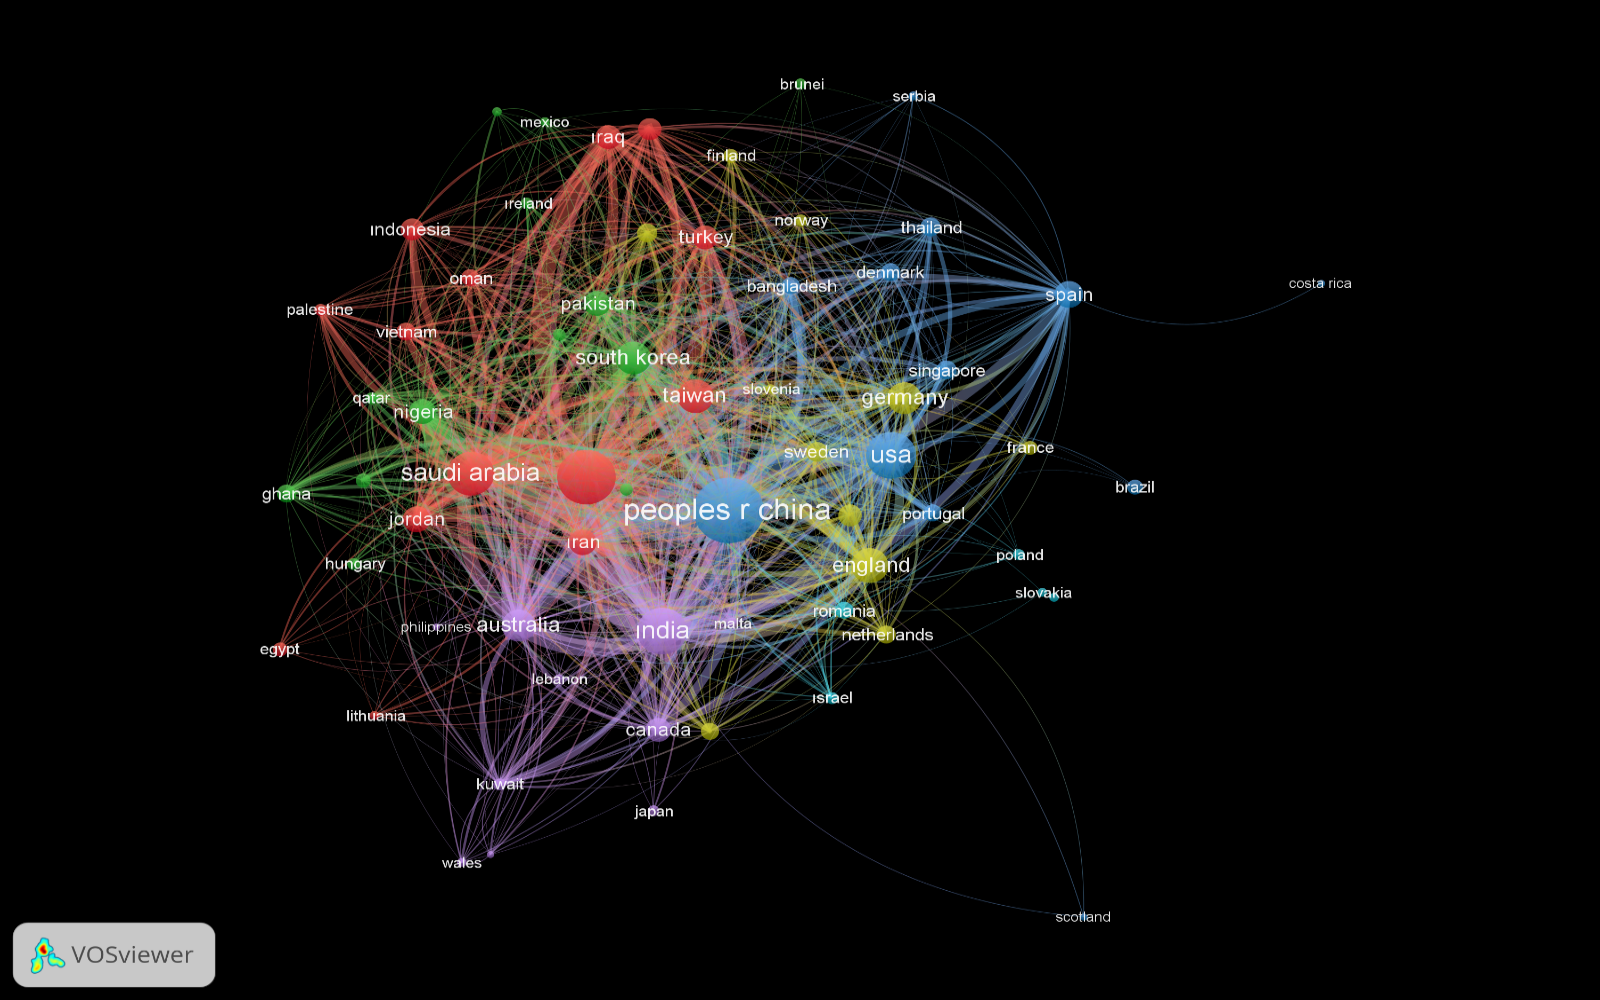 brunei
serbia
mexico
iraq
finland
ireland
norway
indonesia
turkey
thailand
oman
denmark
bangladesh
costa rica
spain
pakistan
palestine
vietnam
south korea
singapore
slovenia
taiwan
qatar
germany
nigeria
france
sweden
usa
saudi arabia
brazil
ghana
peoples r china
portugal
jordan
iran
poland
hungary
england
slovakia
romania
malta
philippines
australia
india
netherlands
egypt
lebanon
israel
lithuania
canada
kuwait
japan
wales
scotland
VOSviewer